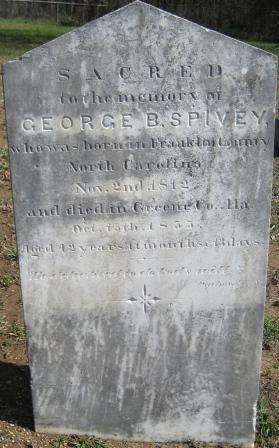 SACRED
to the memory of
GEORGE B. SPIVEY,
who was born in Franklin County
North Carolina
Nov. 2nd. 1812
and died in Greene Co. Ala
Oct. 15th. 1855.
Aged 42 years 11 months &
days.